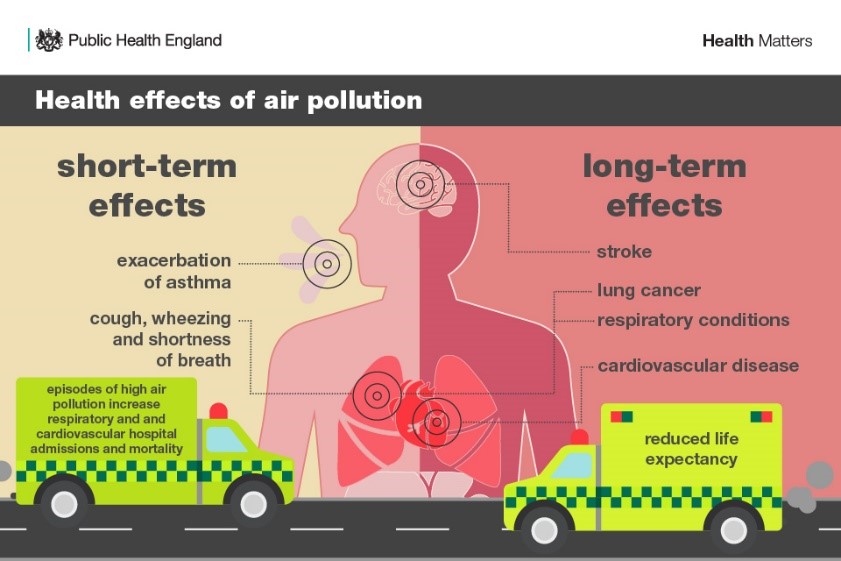 Public Health England
Health Matters
Health effects of air pollution
short-term
effects
exacerbation
of asthma
cough, wheezing
and shortness
of breath
episodes of high air
pollution increase
respiratory and and
cardiovascular hospital
admissions and mortality
long-term
effects
stroke
lung cancer
respiratory conditions
cardiovascular disease
reduced life
expectancy